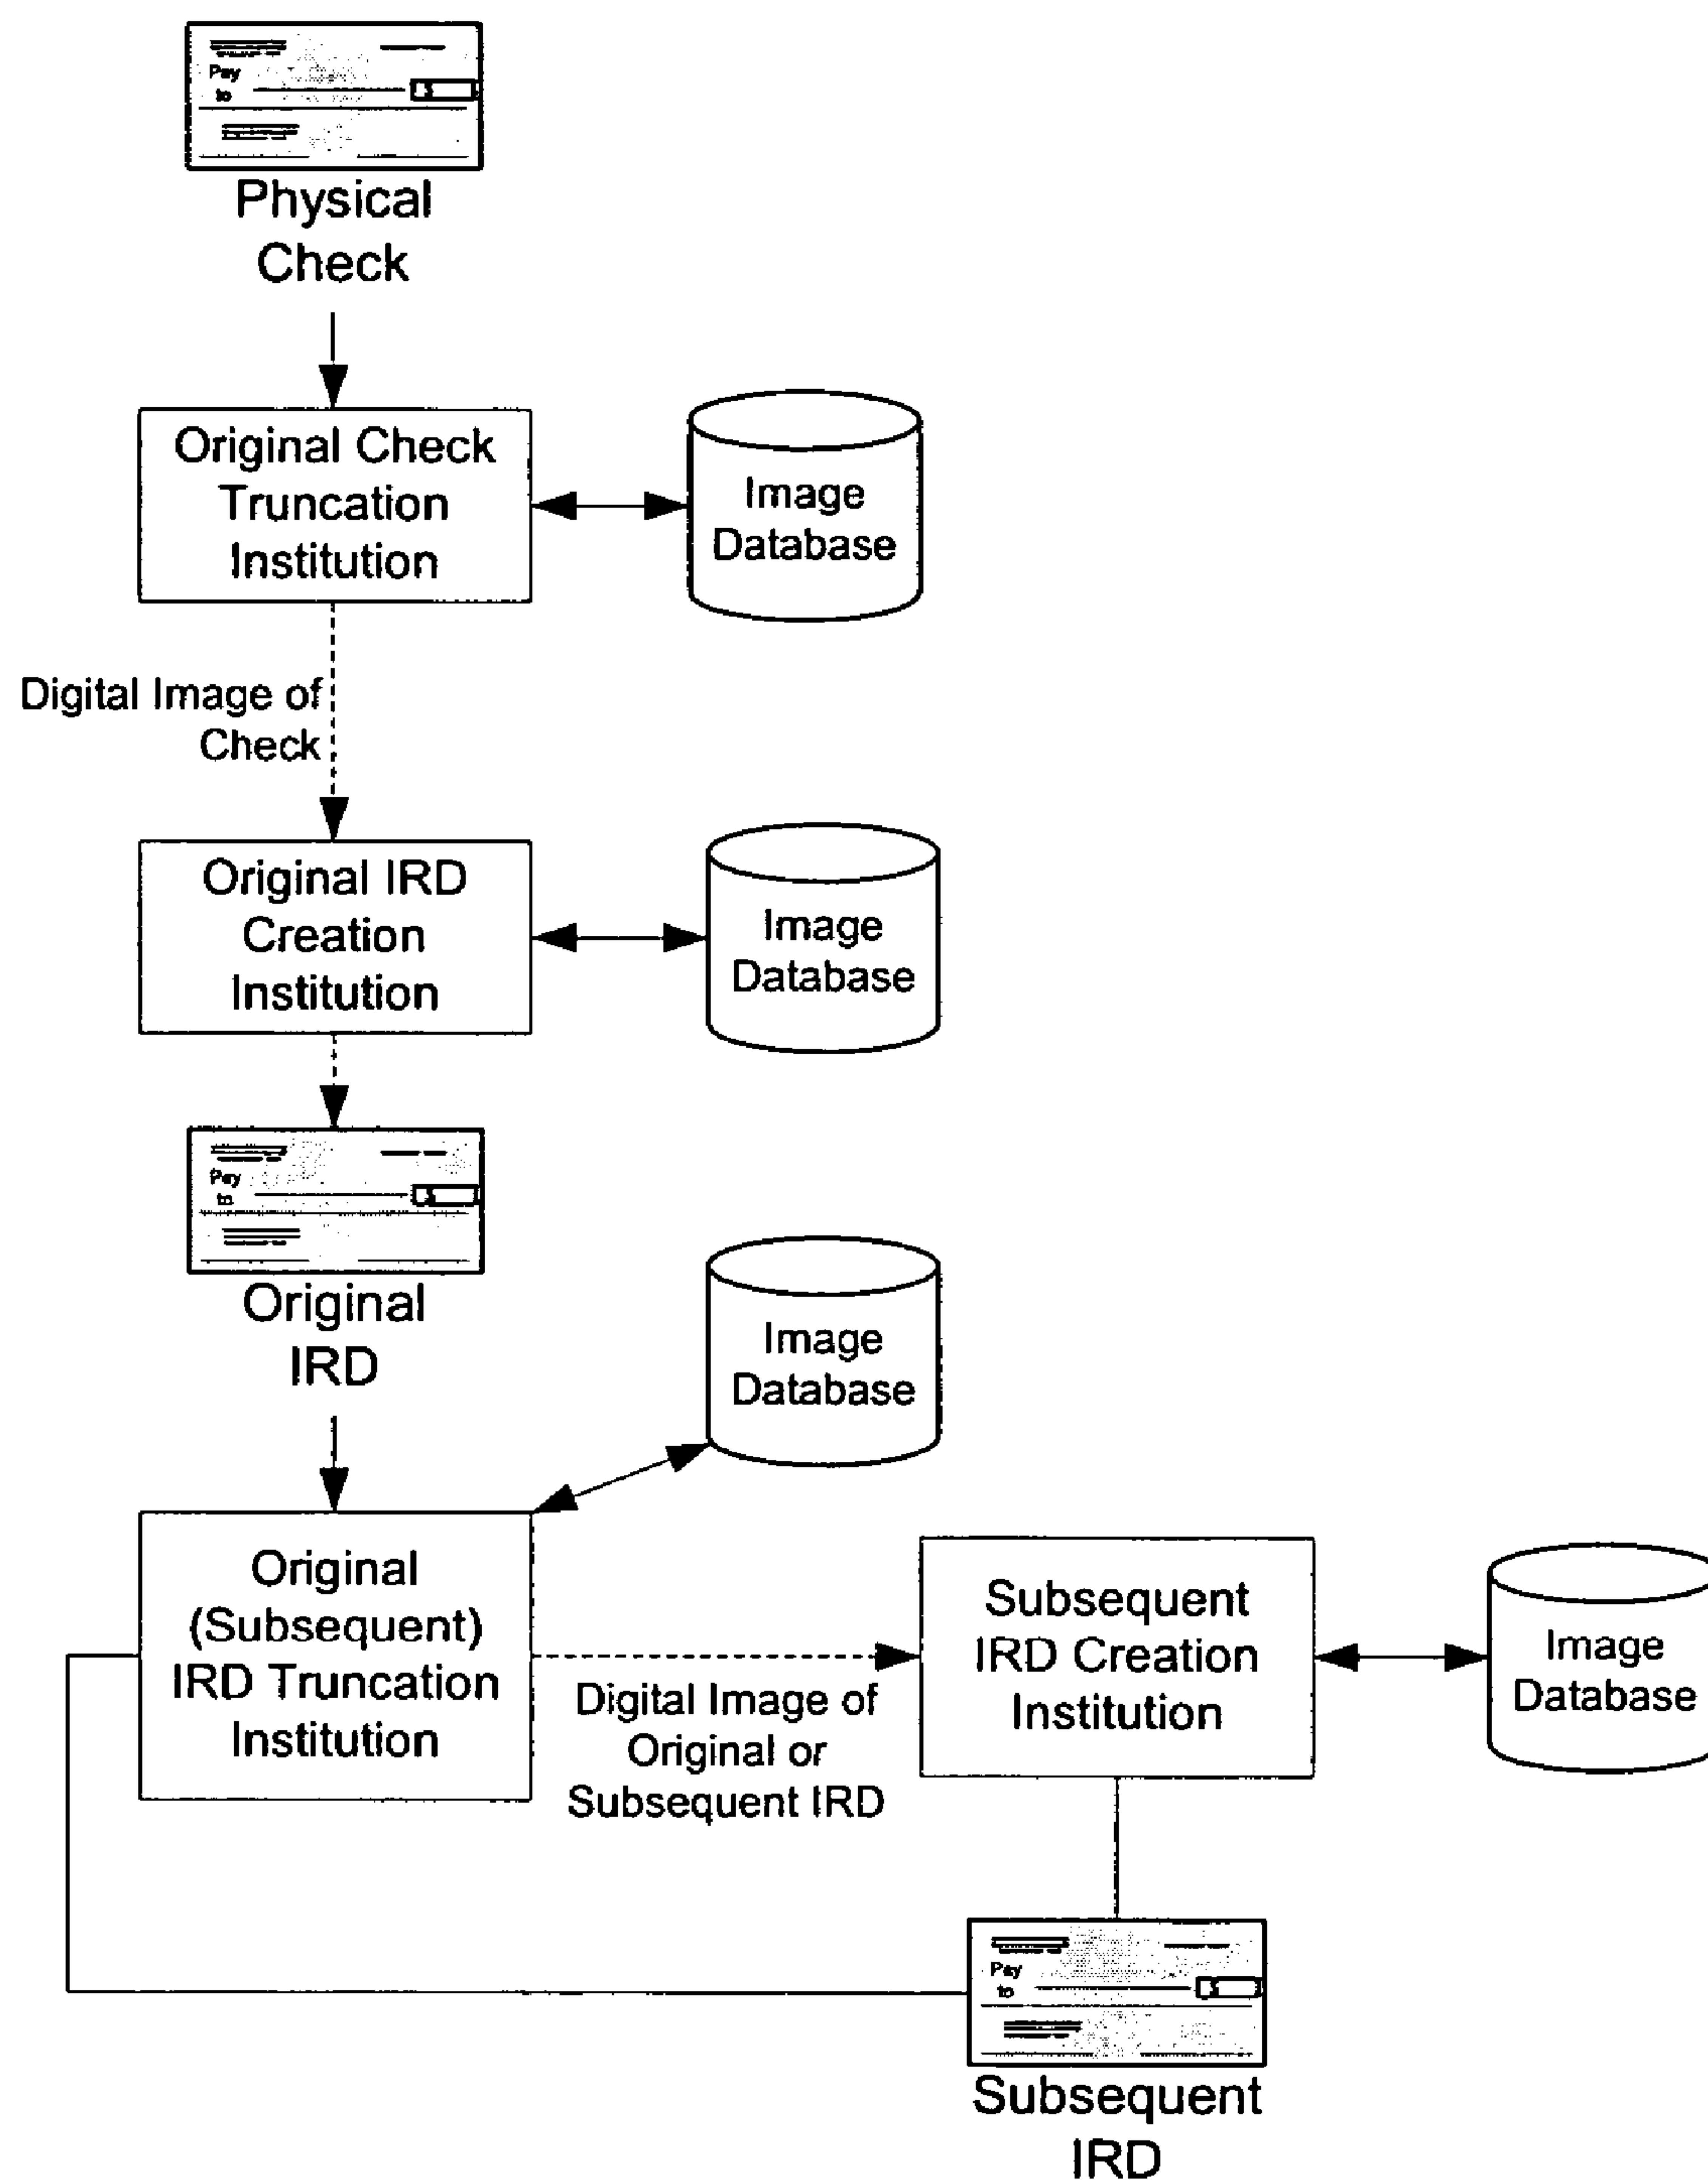 Pay
to
$
Physical
Check
Original Check
Truncation
Institution
Image
Database
Digital Image of
Check
Original IRD
Creation
Institution
Image
Database
Pay
to
$
Original
IRD
Image
Database
Original
(Subsequent)
IRD Truncation
Institution
Digital Image of
Original or
Subsequent IRD
Subsequent
IRD Creation
Institution
Image
Database
Pay
to
$
Subsequent
IRD